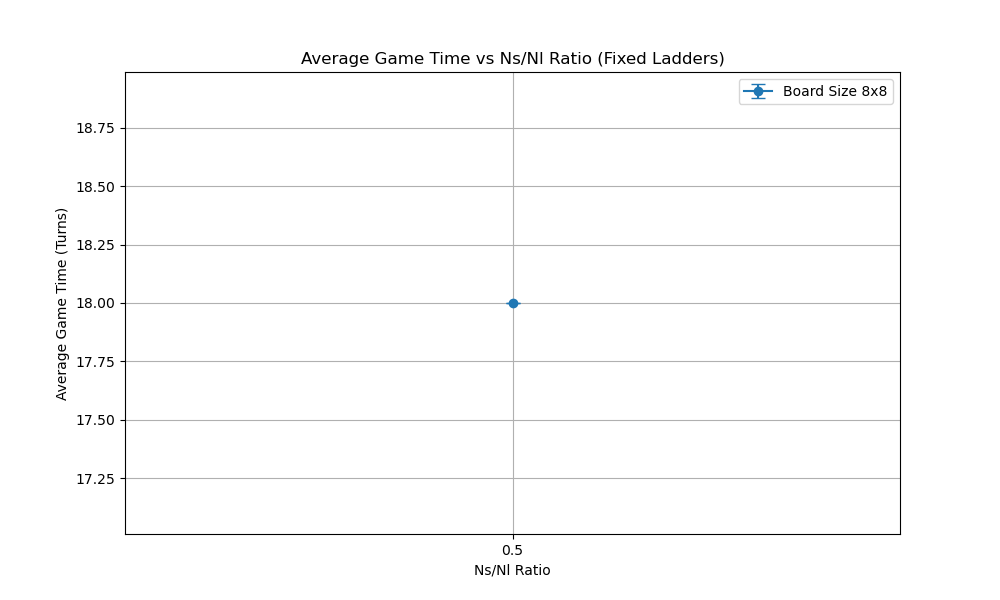 Average Game Time vs Ns/Nl Ratio (Fixed Ladders)
Board Size 8x8
Average Game Time (Turns)
18.75
18.50
18.25
18.00
17.75
17.50
17.25
0.5
Ns/Nl Ratio